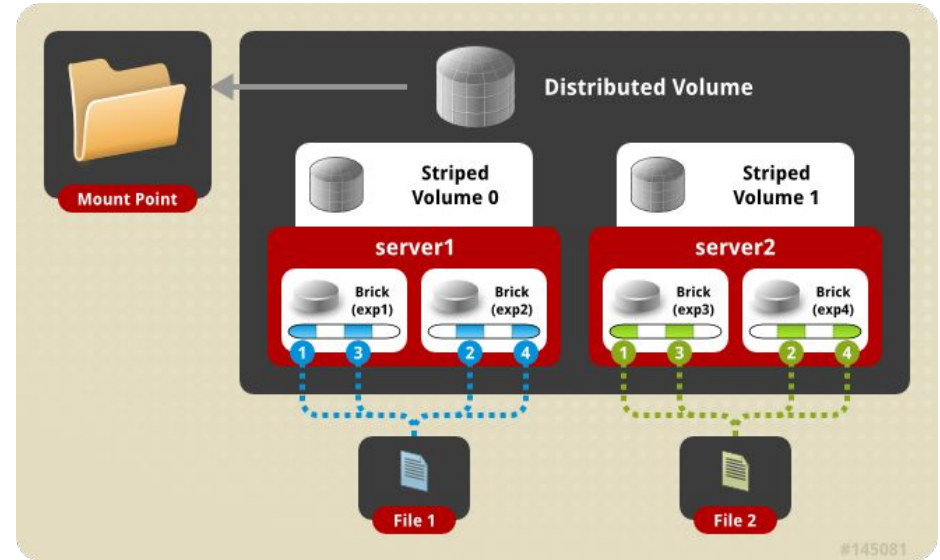 Distributed Volume
Mount Point
Striped
Volume 0
Striped
Volume 1
server1
server2
Brick
(exp1)
Brick
(exp2)
Brick
(exp3)
Brick
(exp4)
1
3
2
4
1
3
2
4
File 1
File 2
#145081